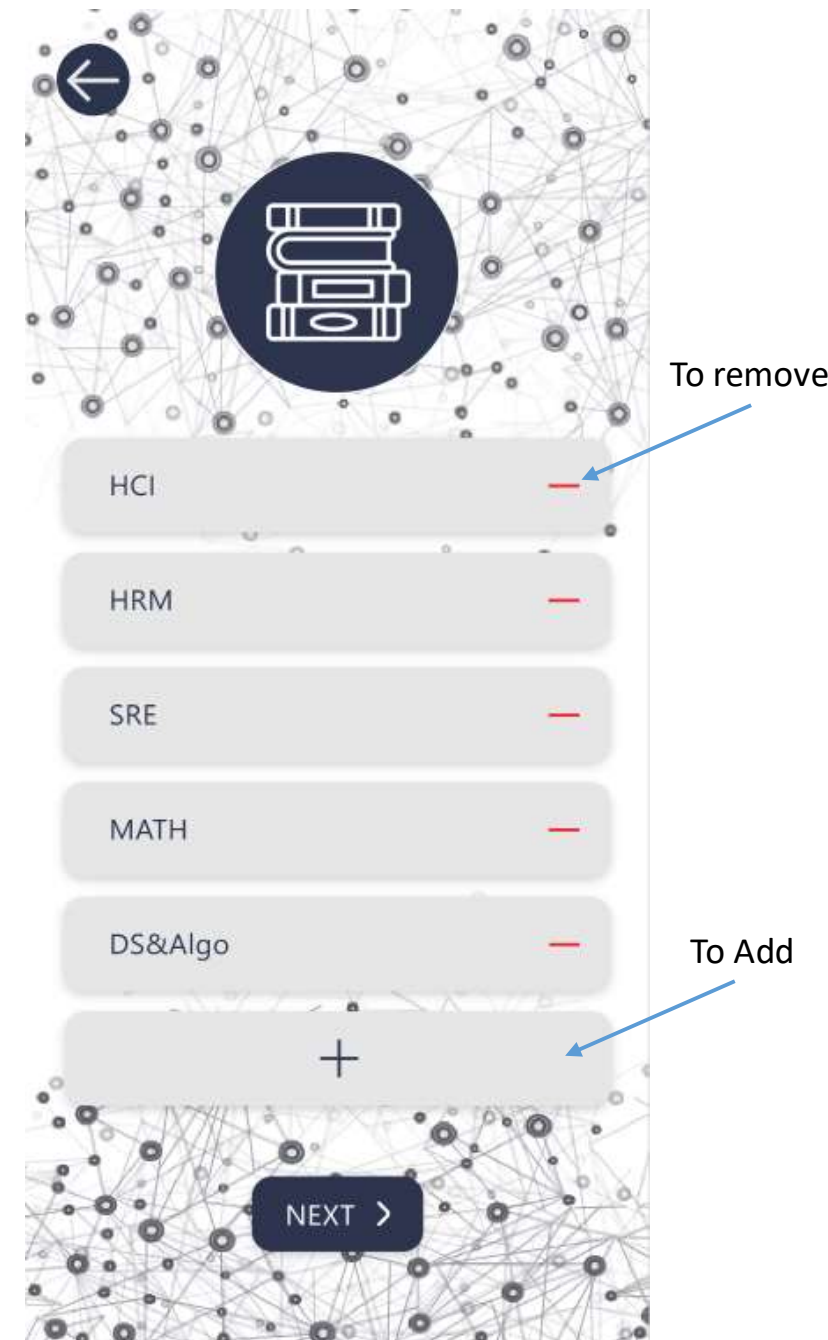 To remove
HCI
HRM
SRE
MATH
DS&Algo
To Add
+
NEXT >